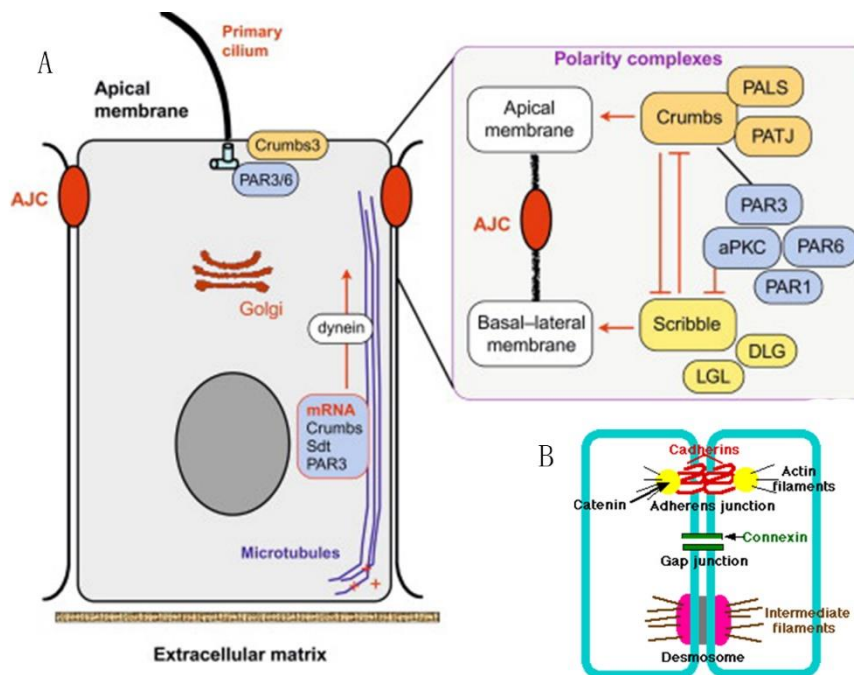 A
Primary
cilium
Apical
membrane
Crumbs3
PAR3/6
AJC
Golgi
dynein
mRNA
Crumbs
Sdt
PAR3
Microtubules
+
+
+
Extracellular matrix
Polarity complexes
Apical
membrane
Crumbs
PALS
PATJ
AJC
PAR3
aPKC
PAR6
PAR1
Basal–lateral
membrane
Scribble
DLG
LGL
B
Cadherins
Actin
filaments
Catenin
Adherens junction
Connexin
Gap junction
Intermediate
filaments
Desmosome